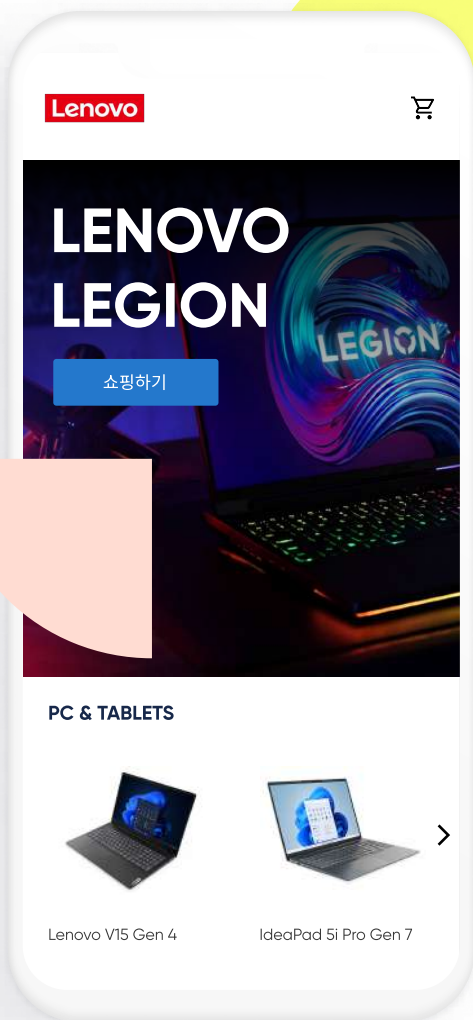 Lenovo
LENOVO
LEGION
쇼핑하기
LEGION
PC & TABLETS
Lenovo V15 Gen 4
IdeaPad 5i Pro Gen 7